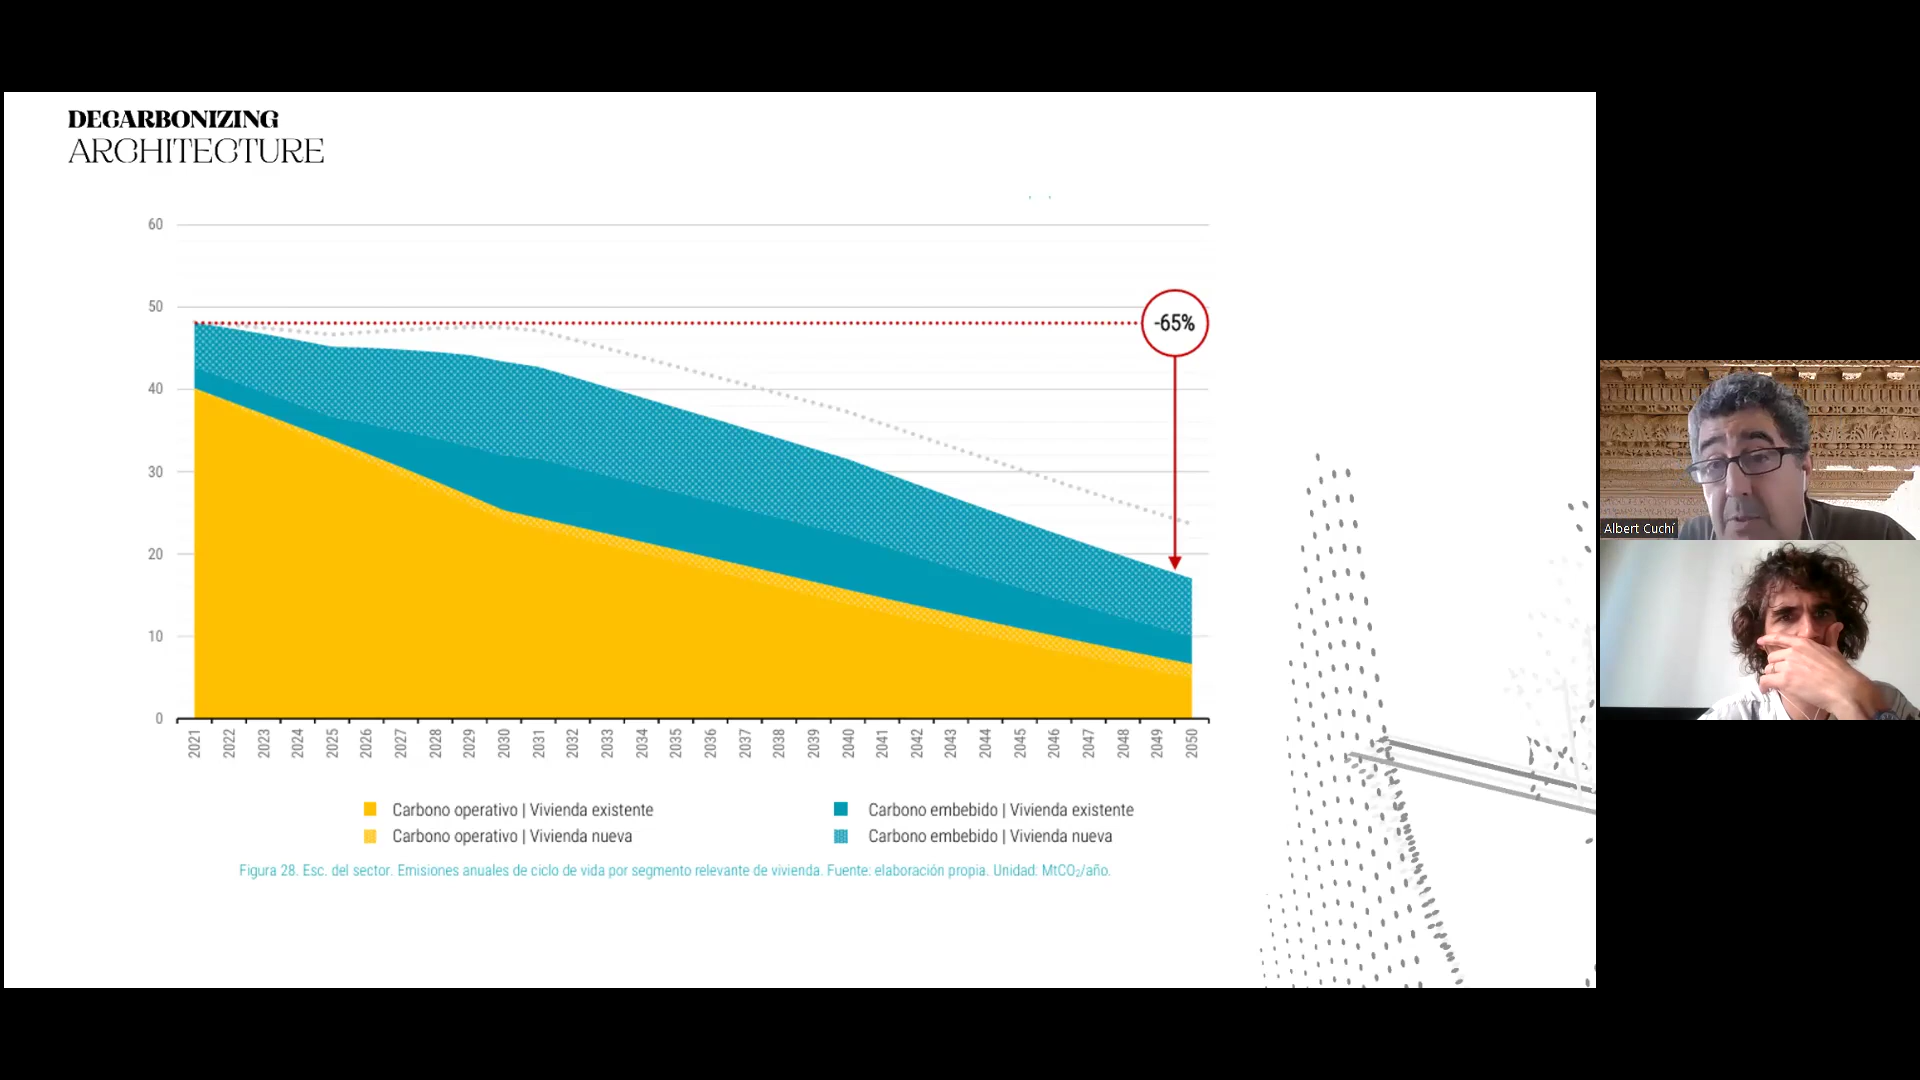 DECARBONIZING
ARCHITECTURE
60
50
40
30
20
10
0
-65%
2021 2022 2023 2024 2025 2026 2027 2028 2029 2030 2031 2032 2033 2034 2035 2036 2037 2038 2039 2040 2041 2042 2043 2044 2045 2046 2047 2048 2049 2050
Carbono operativo | Vivienda existente
Carbono embebido | Vivienda existente
Carbono operativo | Vivienda nueva
Carbono embebido | Vivienda nueva
Figura 28. Esc. del sector. Emisiones anuales de ciclo de vida por segmento relevante de vivienda. Fuente: elaboración propia. Unidad: MtCO₂/año.
Albert Cuchí